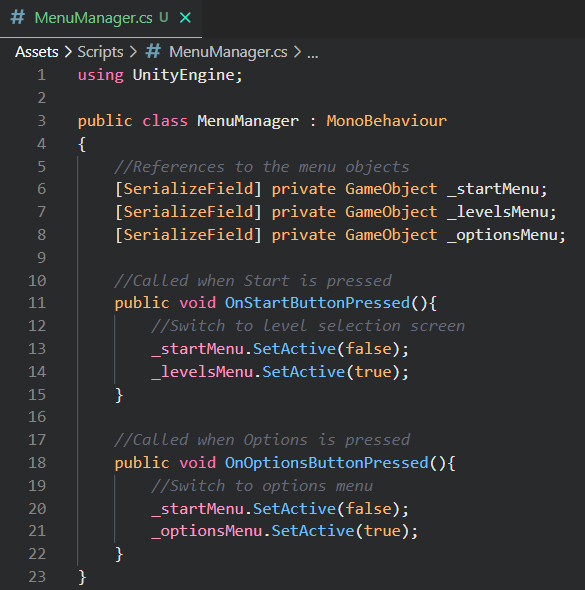 # MenuManager.cs U ×
Assets > Scripts > # MenuManager.cs > ...
1 using UnityEngine;
2
3 public class MenuManager : MonoBehaviour
4 {
5     //References to the menu objects
6     [SerializeField] private GameObject _startMenu;
7     [SerializeField] private GameObject _levelsMenu;
8     [SerializeField] private GameObject _optionsMenu;
9
10     //Called when Start is pressed
11     public void OnStartButtonPressed(){
12         //Switch to level selection screen
13         _startMenu.SetActive(false);
14         _levelsMenu.SetActive(true);
15     }
16
17     //Called when Options is pressed
18     public void OnOptionsButtonPressed(){
19         //Switch to options menu
20         _startMenu.SetActive(false);
21         _optionsMenu.SetActive(true);
22     }
23 }